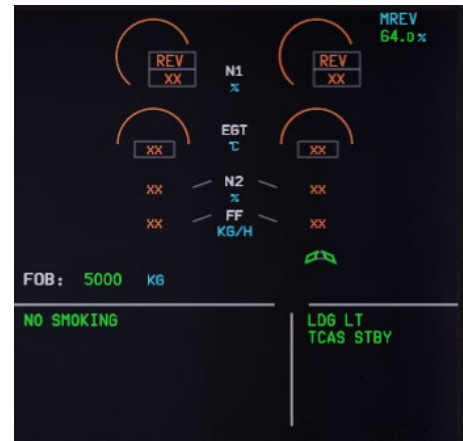 MREV
64.0%
REV REV
XX N1 XX
%
EGT
XX °C XX
XX N2 XX
%
XX FF XX
KG/H
FOB: 5000 KG
NO SMOKING LDG LT
TCAS STBY